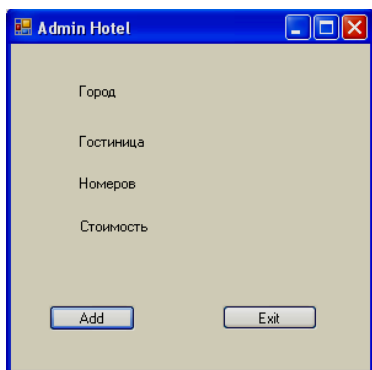 Admin Hotel
Город
Гостиница
Номеров
Стоимость
Add Exit